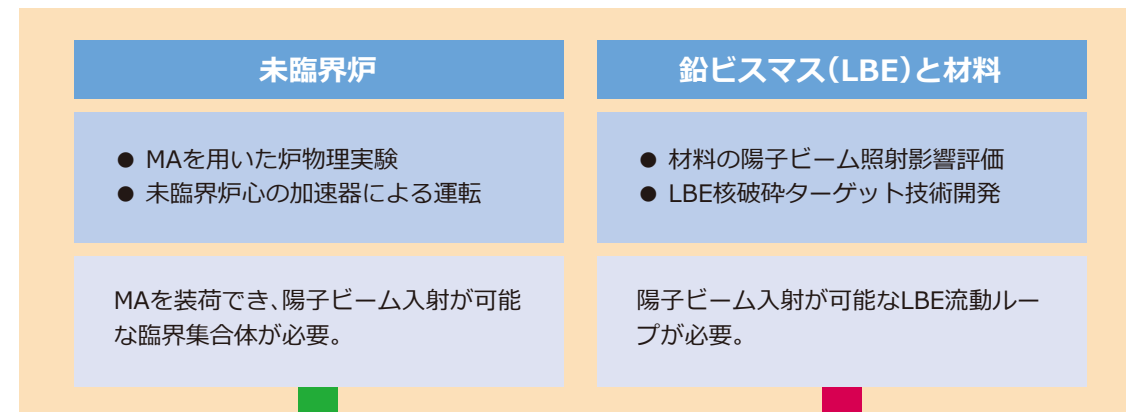 未臨界炉
● MAを用いた炉物理実験
● 未臨界炉心の加速器による運転
MAを装荷でき、陽子ビーム入射が可能
な臨界集合体が必要。
鉛ビスマス（LBE）と材料
● 材料の陽子ビーム照射影響評価
● LBE核破砕ターゲット技術開発
陽子ビーム入射が可能なLBE流動ルー
プが必要。